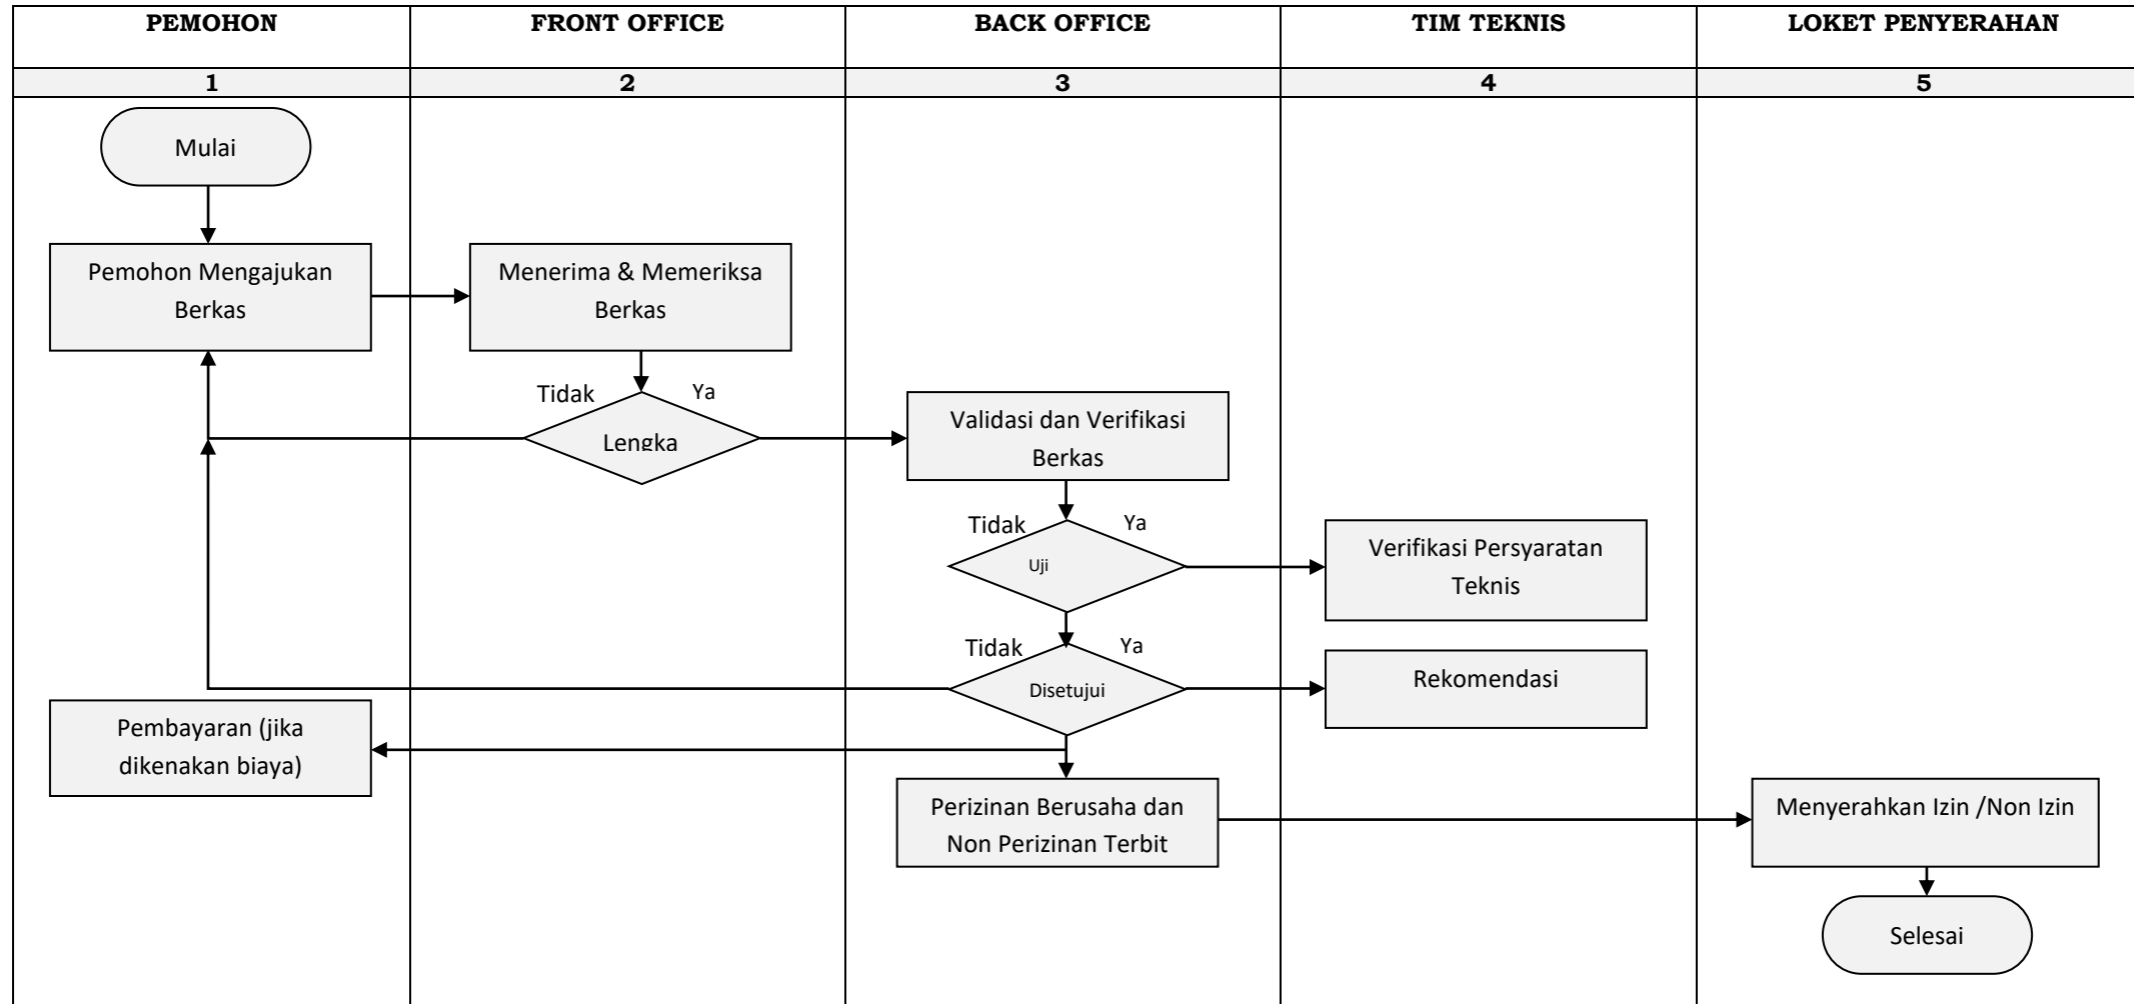 PEMOHON
FRONT OFFICE
BACK OFFICE
TIM TEKNIS
LOKET PENYERAHAN
1
2
3
4
5
Mulai
Pemohon Mengajukan
Berkas
Menerima & Memeriksa
Berkas
Tidak
Ya
Lengka
Validasi dan Verifikasi
Berkas
Tidak
Ya
Uji
Verifikasi Persyaratan
Teknis
Tidak
Ya
Disetujui
Rekomendasi
Pembayaran (jika
dikenakan biaya)
Perizinan Berusaha dan
Non Perizinan Terbit
Menyerahkan Izin /Non Izin
Selesai